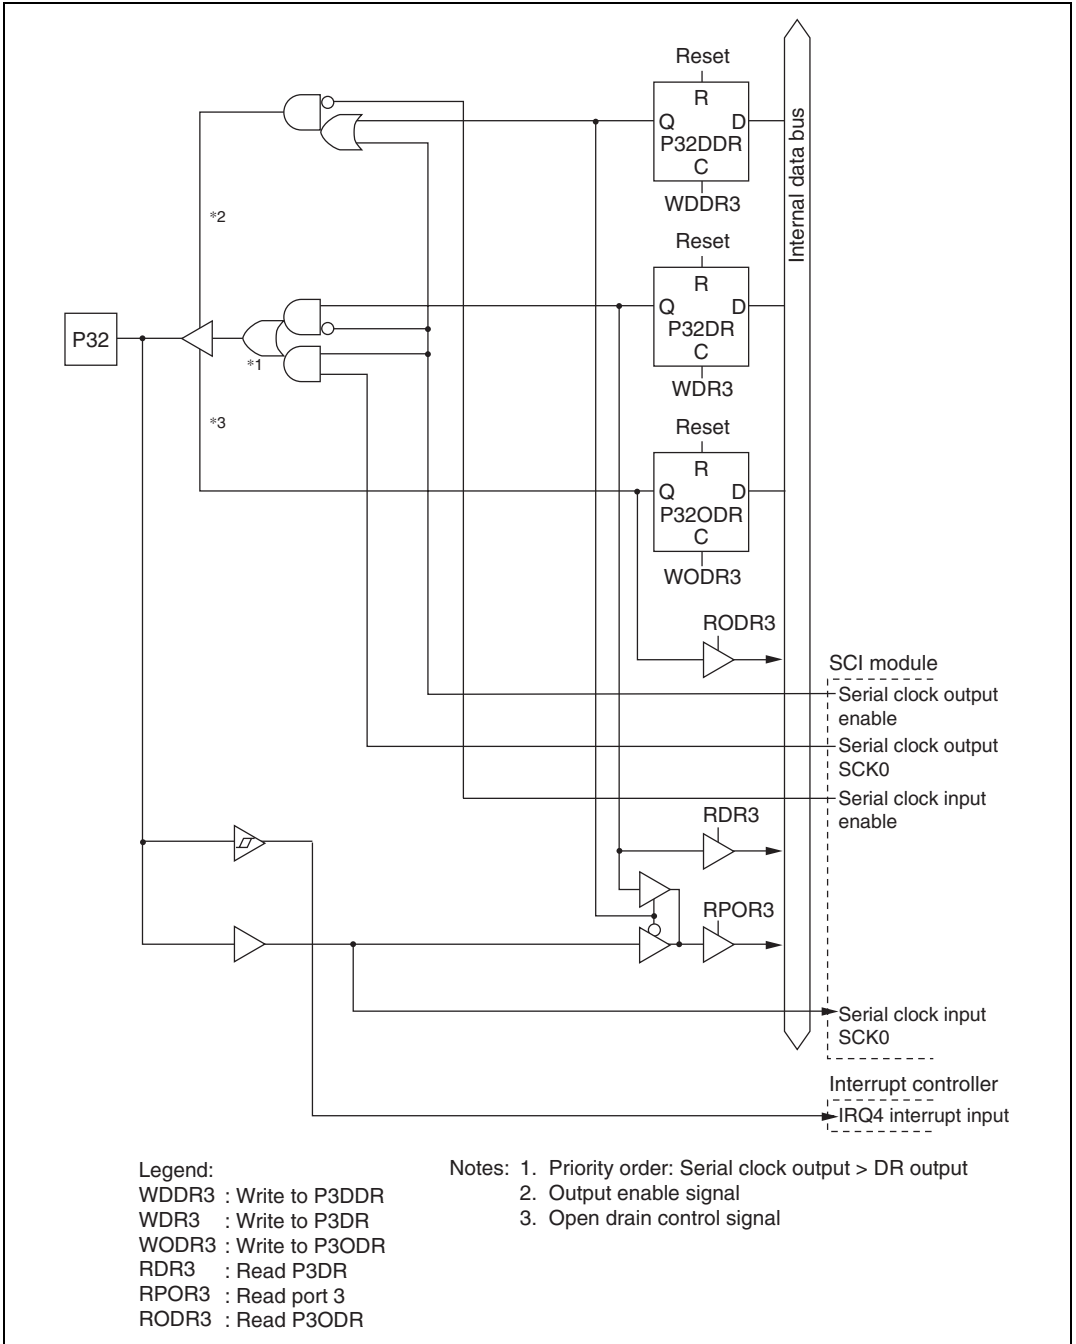 Reset
R
Q D
P32DDR
C
WDDR3
Internal data bus
*2
Reset
R
Q D
P32DR
C
WDR3
P32
*1
*3
Reset
R
Q D
P32ODR
C
WODR3
RODR3
SCI module
Serial clock output
enable
Serial clock output
SCK0
Serial clock input
enable
RDR3
RPOR3
Serial clock input
SCK0
Interrupt controller
IRQ4 interrupt input
Legend:
WDDR3 : Write to P3DDR
WDR3 : Write to P3DR
WODR3 : Write to P3ODR
RDR3 : Read P3DR
RPOR3 : Read port 3
RODR3 : Read P3ODR
Notes: 1. Priority order: Serial clock output > DR output
2. Output enable signal
3. Open drain control signal